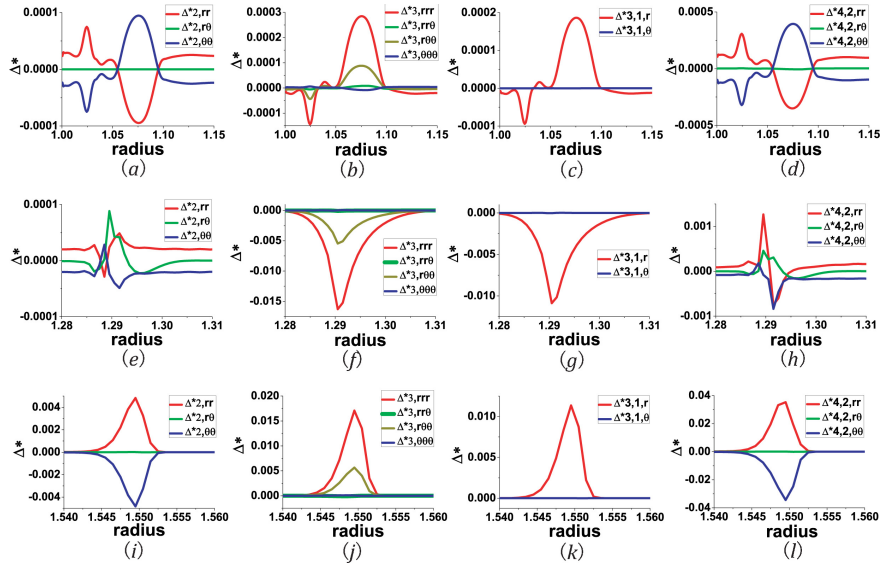 Δ*2,rr
Δ*2,rθ
Δ*2,θθ
0.0001
0.0000
-0.0001
1.00 1.05 1.10 1.15
radius
Δ*
(a)
Δ*3,rrr
Δ*3,rrθ
Δ*3,rθθ
Δ*3,θθθ
0.0003
0.0002
0.0001
0.0000
-0.0001
1.00 1.05 1.10 1.15
radius
Δ*
(b)
Δ*3,1,r
Δ*3,1,θ
0.0002
0.0001
0.0000
-0.0001
1.00 1.05 1.10 1.15
radius
Δ*
(c)
Δ*4,2,rr
Δ*4,2,rθ
Δ*4,2,θθ
0.0005
0.0000
-0.0005
1.00 1.05 1.10 1.15
radius
Δ*
(d)
Δ*2,rr
Δ*2,rθ
Δ*2,θθ
0.0001
0.0000
-0.0001
1.28 1.29 1.30 1.31
radius
Δ*
(e)
Δ*3,rrr
Δ*3,rrθ
Δ*3,rθθ
Δ*3,θθθ
0.000
-0.005
-0.010
-0.015
1.28 1.29 1.30 1.31
radius
Δ*
(f)
Δ*3,1,r
Δ*3,1,θ
0.000
-0.005
-0.010
1.28 1.29 1.30 1.31
radius
Δ*
(g)
Δ*4,2,rr
Δ*4,2,rθ
Δ*4,2,θθ
0.001
0.000
-0.001
1.28 1.29 1.30 1.31
radius
Δ*
(h)
Δ*2,rr
Δ*2,rθ
Δ*2,θθ
0.004
0.002
0.000
-0.002
-0.004
1.540 1.545 1.550 1.555 1.560
radius
Δ*
(i)
Δ*3,rrr
Δ*3,rrθ
Δ*3,rθθ
Δ*3,θθθ
0.020
0.015
0.010
0.005
0.000
1.540 1.545 1.550 1.555 1.560
radius
Δ*
(j)
Δ*3,1,r
Δ*3,1,θ
0.010
0.005
0.000
1.540 1.545 1.550 1.555 1.560
radius
Δ*
(k)
Δ*4,2,rr
Δ*4,2,rθ
Δ*4,2,θθ
0.04
0.02
0.00
-0.02
-0.04
1.540 1.545 1.550 1.555 1.560
radius
Δ*
(l)